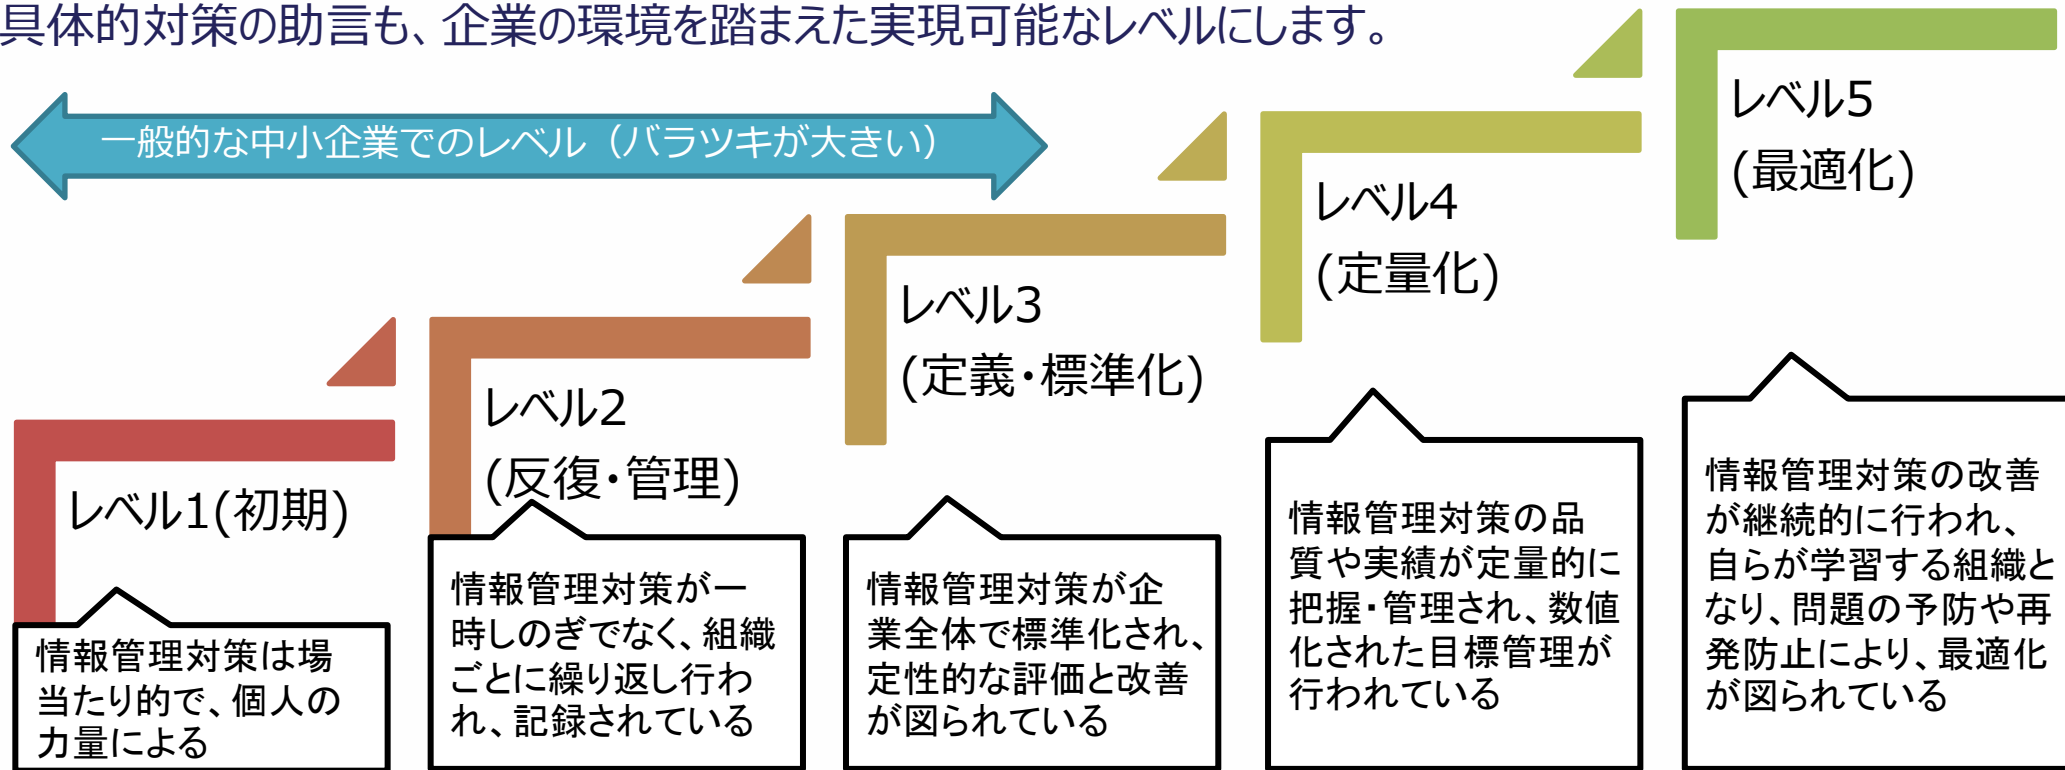 具体的対策の助言も、企業の環境を踏まえた実現可能なレベルにします。
一般的な中小企業でのレベル（バラツキが大きい）
レベル1(初期)
情報管理対策は場
当たり的で、個人の
力量による
レベル2
(反復・管理)
情報管理対策が一
時しのぎでなく、組織
ごとに繰り返し行わ
れ、記録されている
レベル3
(定義・標準化)
情報管理対策が企
業全体で標準化され、
定性的な評価と改善
が図られている
レベル4
(定量化)
情報管理対策の品
質や実績が定量的に
把握・管理され、数値
化された目標管理が
行われている
レベル5
(最適化)
情報管理対策の改善
が継続的に行われ、
自らが学習する組織と
なり、問題の予防や再
発防止により、最適化
が図られている